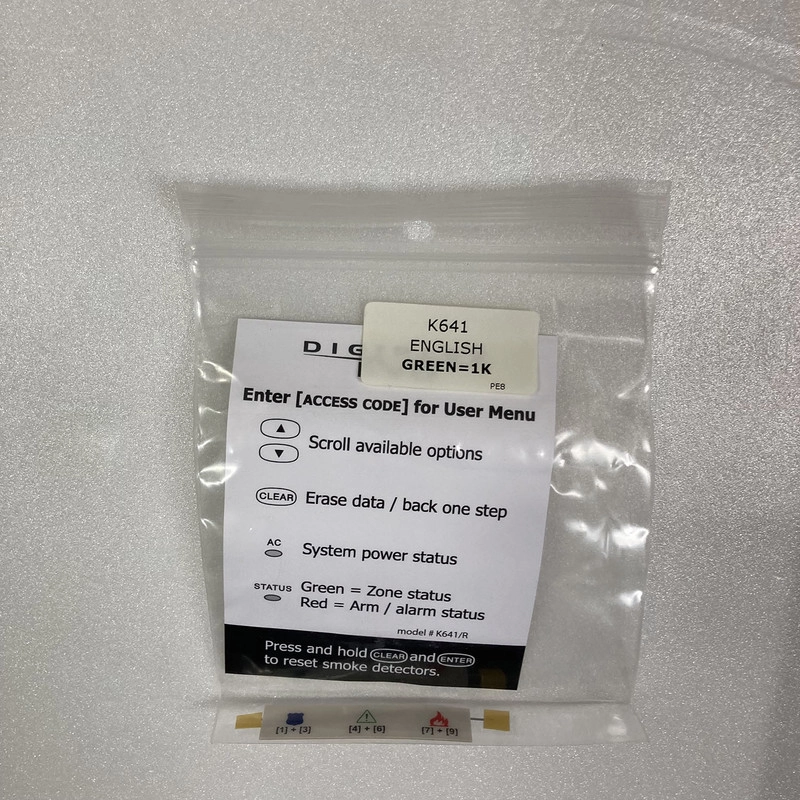 K641
ENGLISH
GREEN=1K
PEB
DIG
Enter [ACCESS CODE] for User Menu
Scroll available options
CLEAR Erase data / back one step
AC
System power status
STATUS Green = Zone status
Red = Arm / alarm status
model # K641/R
Press and hold CLEAR and ENTER
to reset smoke detectors.
[1] + [3] [4] + [6] [7] + [9]